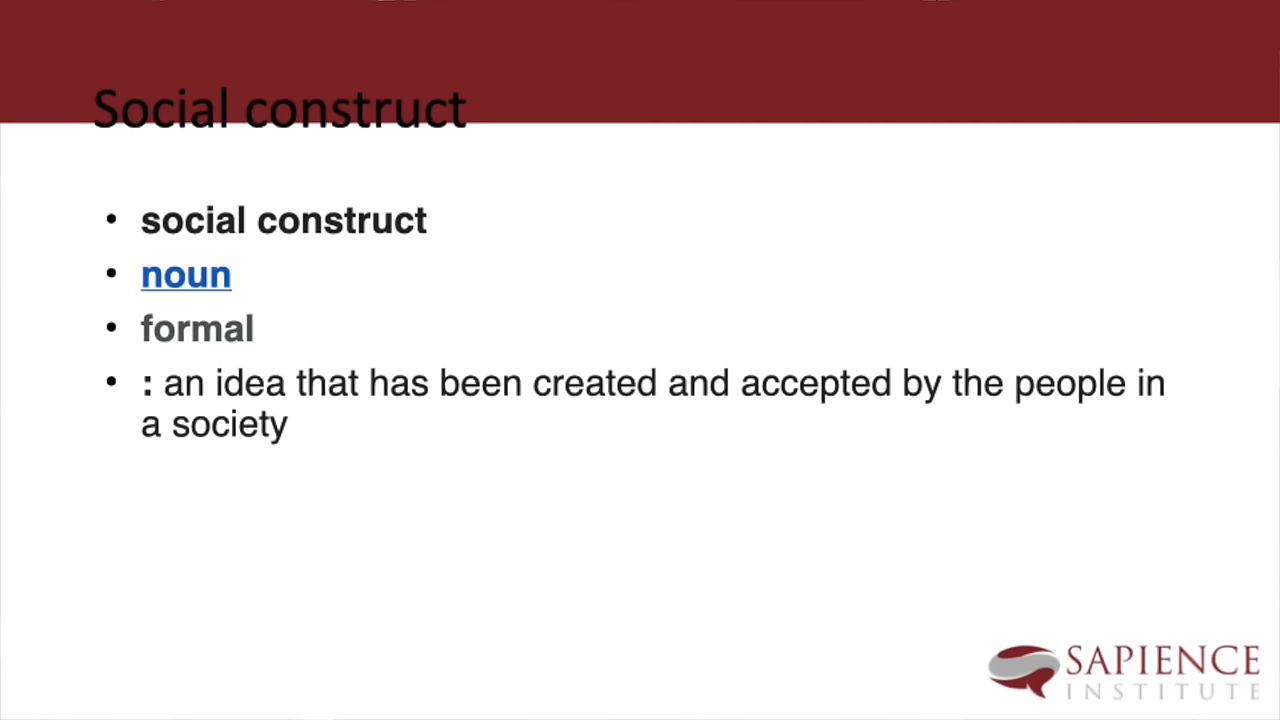 Social construct
• social construct
• noun
• formal
• : an idea that has been created and accepted by the people in
a society
SAPIENCE
INSTITUTE